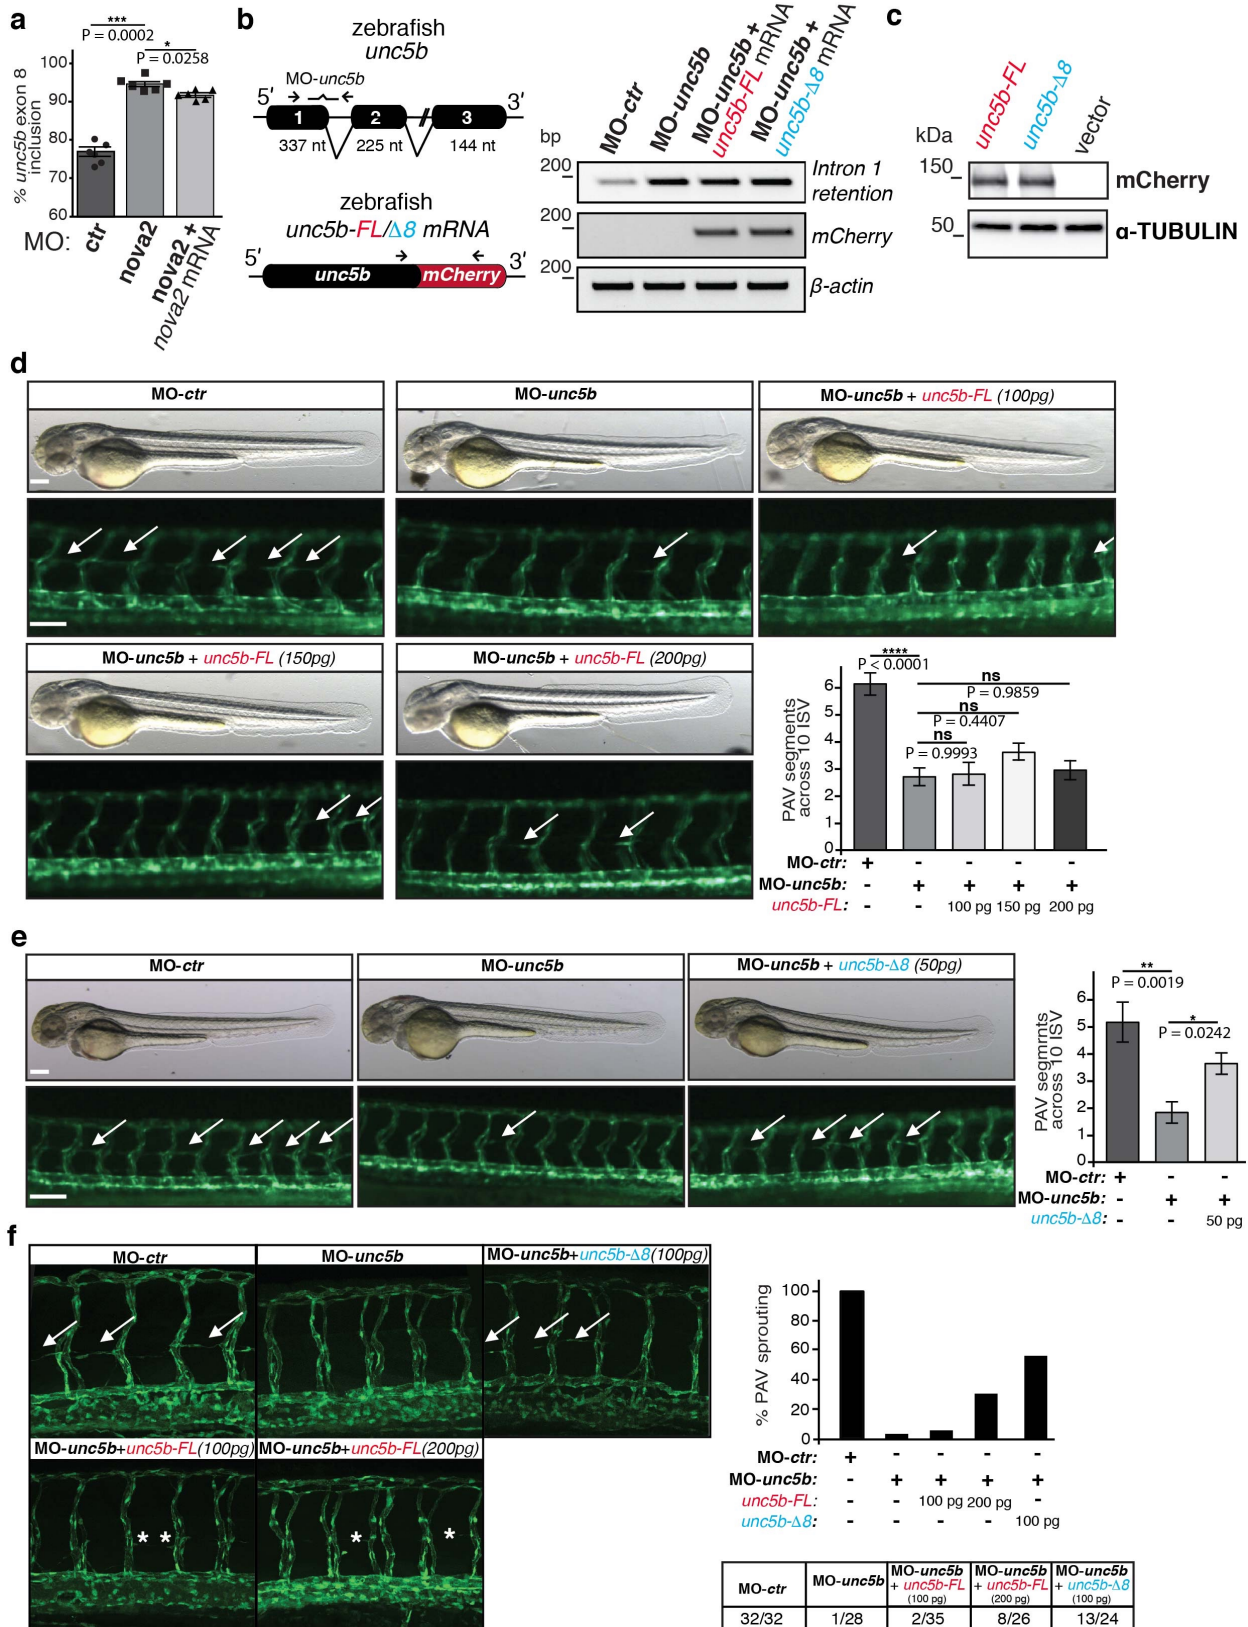 a
***
P = 0.0002
*
P = 0.0258
% unc5b exon 8
inclusion
100
90
80
70
60
MO:
ctr
nova2
nova2 +
nova2 mRNA
b
zebrafish
unc5b
MO-unc5b
5'
3'
1
2
3
337 nt
225 nt
144 nt
zebrafish
unc5b-FL/Δ8 mRNA
5'
3'
unc5b
mCherry
MO-ctr
MO-unc5b
MO-unc5b +
unc5b-FL mRNA
MO-unc5b +
unc5b-Δ8 mRNA
bp
200
Intron 1
retention
200
mCherry
200
β-actin
c
unc5b-FL
unc5b-Δ8
vector
kDa
150
mCherry
50
α-TUBULIN
d
MO-ctr
MO-unc5b
MO-unc5b + unc5b-FL (100pg)
MO-unc5b + unc5b-FL (150pg)
MO-unc5b + unc5b-FL (200pg)
PAV segments
across 10 ISV
6
5
4
3
2
1
0
****
P < 0.0001
ns
P = 0.9859
ns
P = 0.4407
ns
P = 0.9993
MO-ctr: + - - - -
MO-unc5b: - + + + +
unc5b-FL: - - 100 pg 150 pg 200 pg
e
MO-ctr
MO-unc5b
MO-unc5b + unc5b-Δ8 (50pg)
PAV segmrnts
across 10 ISV
6
5
4
3
2
1
0
**
P = 0.0019
*
P = 0.0242
MO-ctr: + - -
MO-unc5b: - + +
unc5b-Δ8: - - 50 pg
f
MO-ctr
MO-unc5b
MO-unc5b+unc5b-Δ8(100pg)
MO-unc5b+unc5b-FL(100pg)
MO-unc5b+unc5b-FL(200pg)
* *
* *
% PAV sprouting
100
80
60
40
20
0
MO-ctr: + - - - -
MO-unc5b: - + + + +
unc5b-FL: - - 100 pg 200 pg -
unc5b-Δ8: - - - - 100 pg
MO-ctr
MO-unc5b
MO-unc5b
+ unc5b-FL
(100 pg)
MO-unc5b
+ unc5b-FL
(200 pg)
MO-unc5b
+ unc5b-Δ8
(100 pg)
32/32 1/28 2/35 8/26 13/24